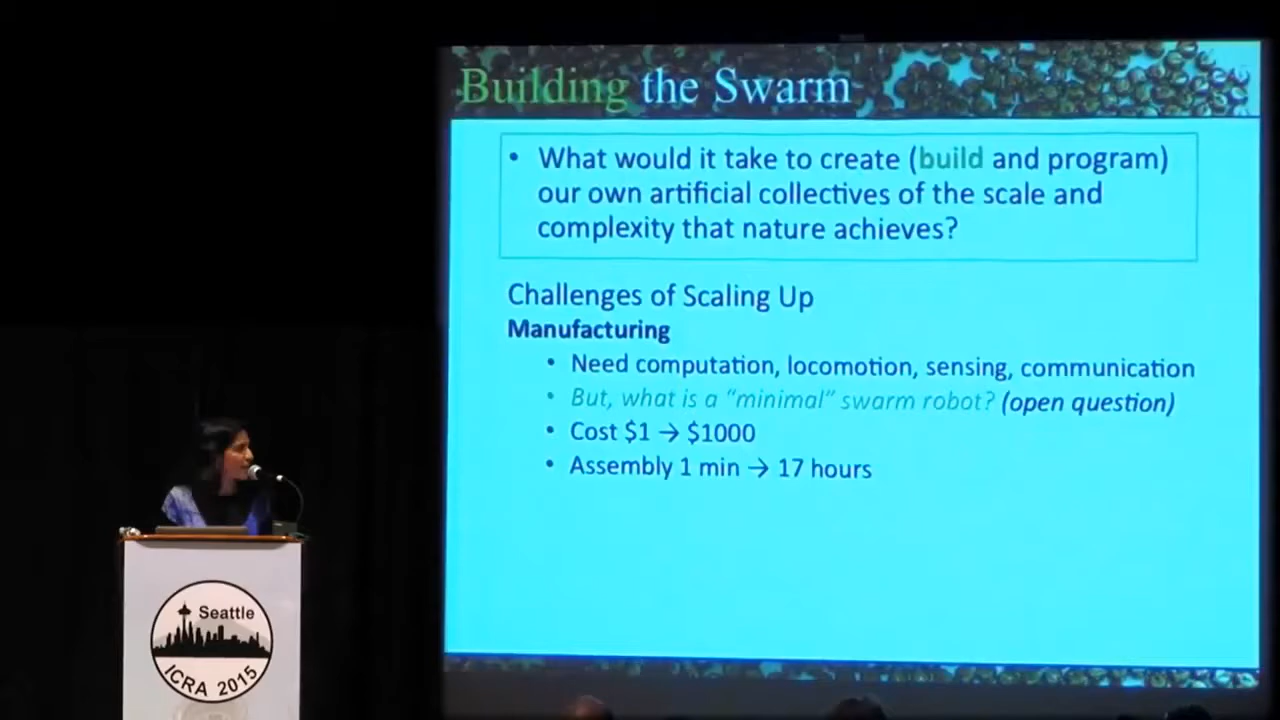 Building the Swarm
• What would it take to create (build and program)
our own artificial collectives of the scale and
complexity that nature achieves?
Challenges of Scaling Up
Manufacturing
• Need computation, locomotion, sensing, communication
• But, what is a “minimal” swarm robot? (open question)
• Cost $1 → $1000
• Assembly 1 min → 17 hours
Seattle
ICRA 2015